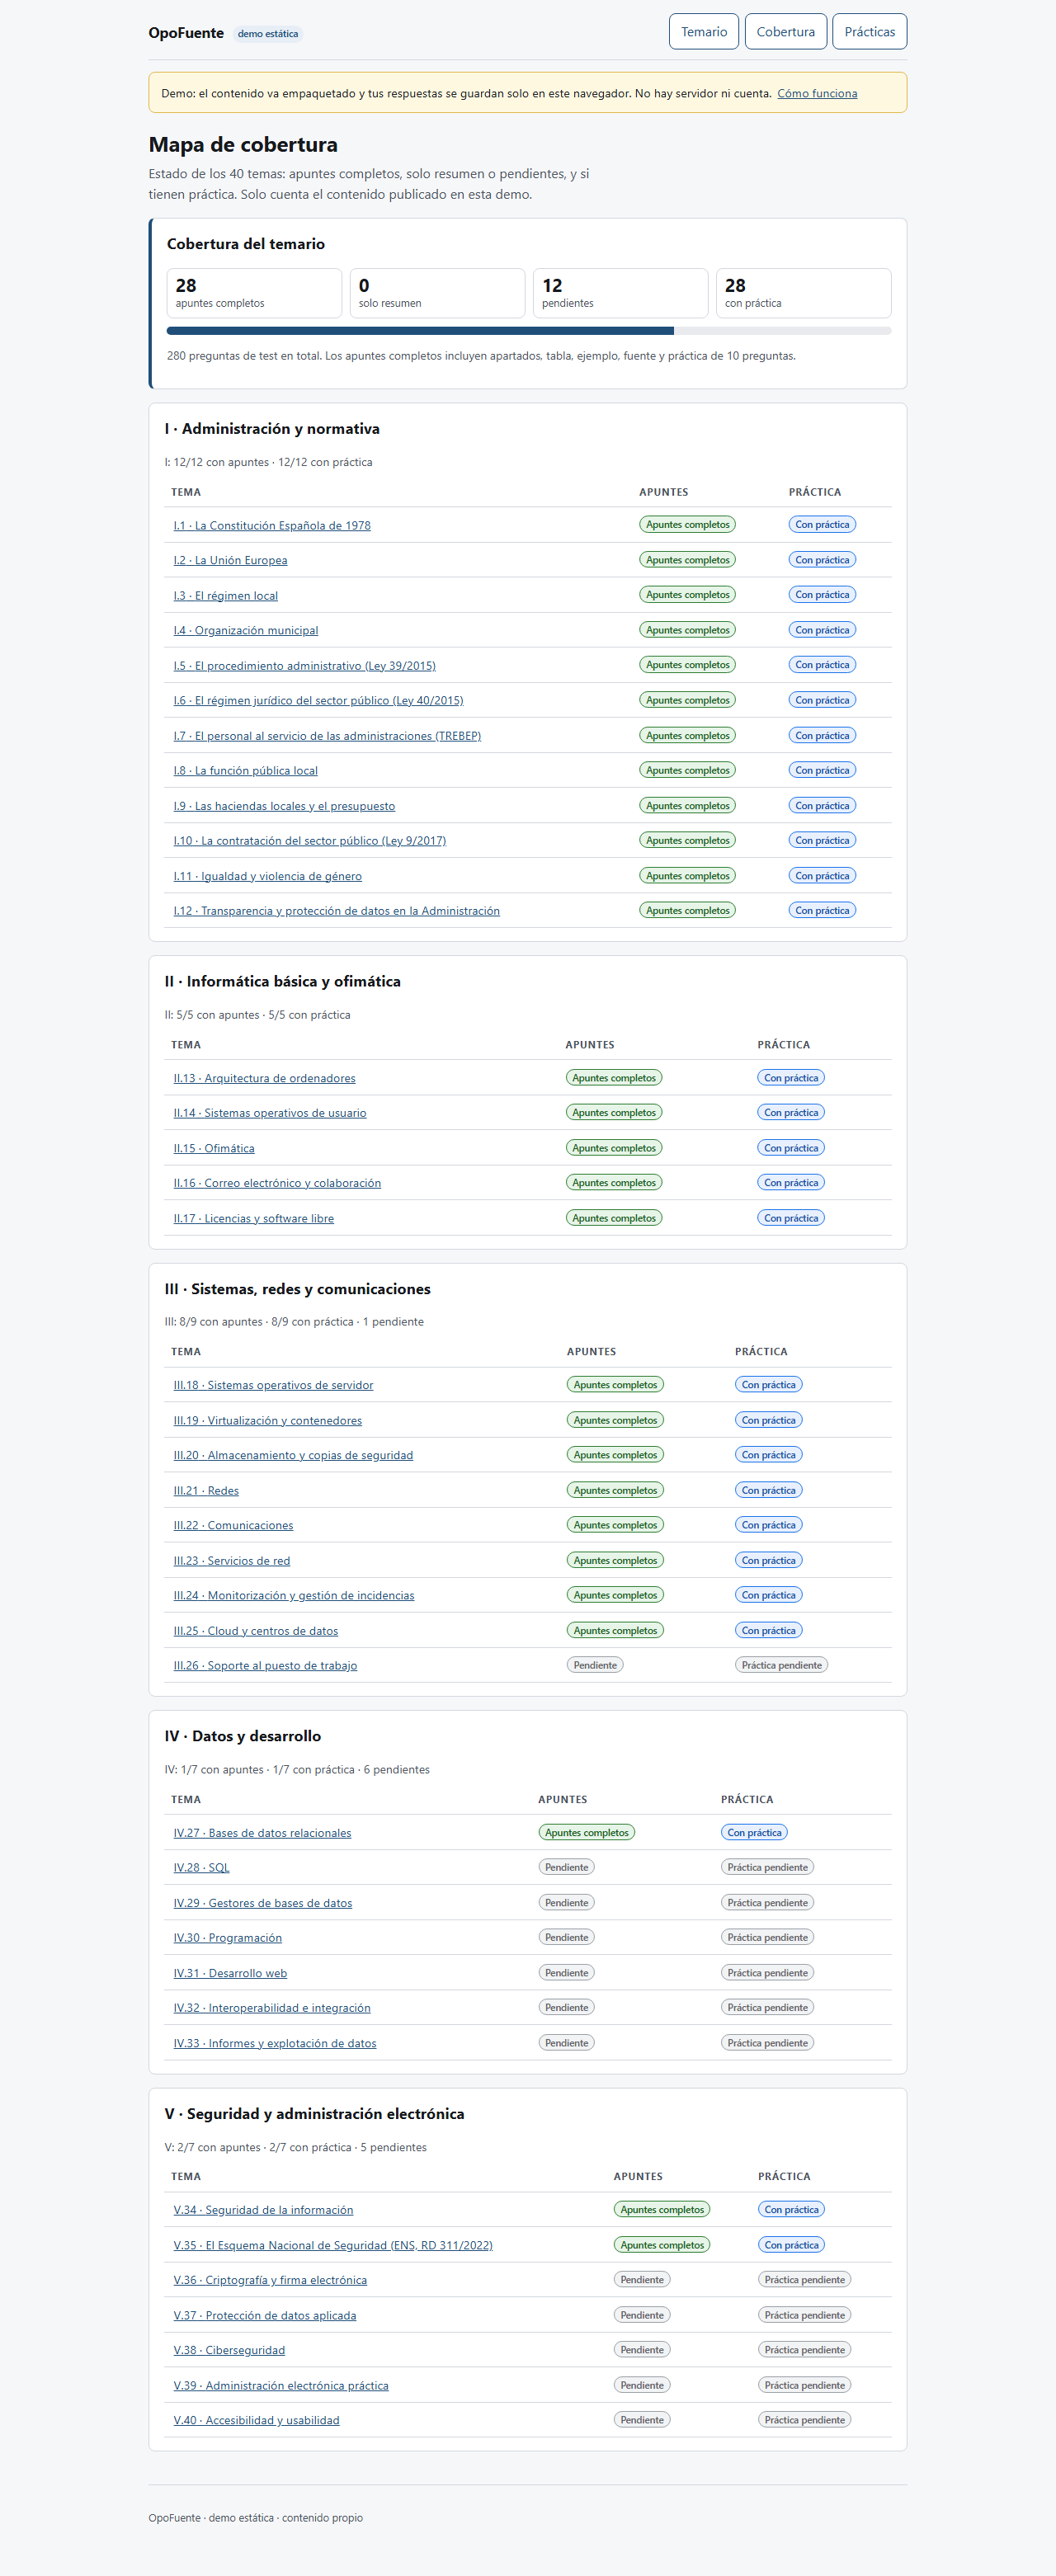 OpoFuente demo estática Temario Cobertura Prácticas
Demo: el contenido va empaquetado y tus respuestas se guardan solo en este navegador. No hay servidor ni cuenta. Cómo funciona
Mapa de cobertura
Estado de los 40 temas: apuntes completos, solo resumen o pendientes, y si
tienen práctica. Solo cuenta el contenido publicado en esta demo.
Cobertura del temario
28 0 12 28
apuntes completos solo resumen pendientes con práctica
280 preguntas de test en total. Los apuntes completos incluyen apartados, tabla, ejemplo, fuente y práctica de 10 preguntas.
I · Administración y normativa
I: 12/12 con apuntes · 12/12 con práctica
TEMA APUNTES PRÁCTICA
I.1 · La Constitución Española de 1978 Apuntes completos Con práctica
I.2 · La Unión Europea Apuntes completos Con práctica
I.3 · El régimen local Apuntes completos Con práctica
I.4 · Organización municipal Apuntes completos Con práctica
I.5 · El procedimiento administrativo (Ley 39/2015) Apuntes completos Con práctica
I.6 · El régimen jurídico del sector público (Ley 40/2015) Apuntes completos Con práctica
I.7 · El personal al servicio de las administraciones (TREBEP) Apuntes completos Con práctica
I.8 · La función pública local Apuntes completos Con práctica
I.9 · Las haciendas locales y el presupuesto Apuntes completos Con práctica
I.10 · La contratación del sector público (Ley 9/2017) Apuntes completos Con práctica
I.11 · Igualdad y violencia de género Apuntes completos Con práctica
I.12 · Transparencia y protección de datos en la Administración Apuntes completos Con práctica
II · Informática básica y ofimática
II: 5/5 con apuntes · 5/5 con práctica
TEMA APUNTES PRÁCTICA
II.13 · Arquitectura de ordenadores Apuntes completos Con práctica
II.14 · Sistemas operativos de usuario Apuntes completos Con práctica
II.15 · Ofimática Apuntes completos Con práctica
II.16 · Correo electrónico y colaboración Apuntes completos Con práctica
II.17 · Licencias y software libre Apuntes completos Con práctica
III · Sistemas, redes y comunicaciones
III: 8/9 con apuntes · 8/9 con práctica · 1 pendiente
TEMA APUNTES PRÁCTICA
III.18 · Sistemas operativos de servidor Apuntes completos Con práctica
III.19 · Virtualización y contenedores Apuntes completos Con práctica
III.20 · Almacenamiento y copias de seguridad Apuntes completos Con práctica
III.21 · Redes Apuntes completos Con práctica
III.22 · Comunicaciones Apuntes completos Con práctica
III.23 · Servicios de red Apuntes completos Con práctica
III.24 · Monitorización y gestión de incidencias Apuntes completos Con práctica
III.25 · Cloud y centros de datos Apuntes completos Con práctica
III.26 · Soporte al puesto de trabajo Pendiente Práctica pendiente
IV · Datos y desarrollo
IV: 1/7 con apuntes · 1/7 con práctica · 6 pendientes
TEMA APUNTES PRÁCTICA
IV.27 · Bases de datos relacionales Apuntes completos Con práctica
IV.28 · SQL Pendiente Práctica pendiente
IV.29 · Gestores de bases de datos Pendiente Práctica pendiente
IV.30 · Programación Pendiente Práctica pendiente
IV.31 · Desarrollo web Pendiente Práctica pendiente
IV.32 · Interoperabilidad e integración Pendiente Práctica pendiente
IV.33 · Informes y explotación de datos Pendiente Práctica pendiente
V · Seguridad y administración electrónica
V: 2/7 con apuntes · 2/7 con práctica · 5 pendientes
TEMA APUNTES PRÁCTICA
V.34 · Seguridad de la información Apuntes completos Con práctica
V.35 · El Esquema Nacional de Seguridad (ENS, RD 311/2022) Apuntes completos Con práctica
V.36 · Criptografía y firma electrónica Pendiente Práctica pendiente
V.37 · Protección de datos aplicada Pendiente Práctica pendiente
V.38 · Ciberseguridad Pendiente Práctica pendiente
V.39 · Administración electrónica práctica Pendiente Práctica pendiente
V.40 · Accesibilidad y usabilidad Pendiente Práctica pendiente
OpoFuente · demo estática · contenido propio